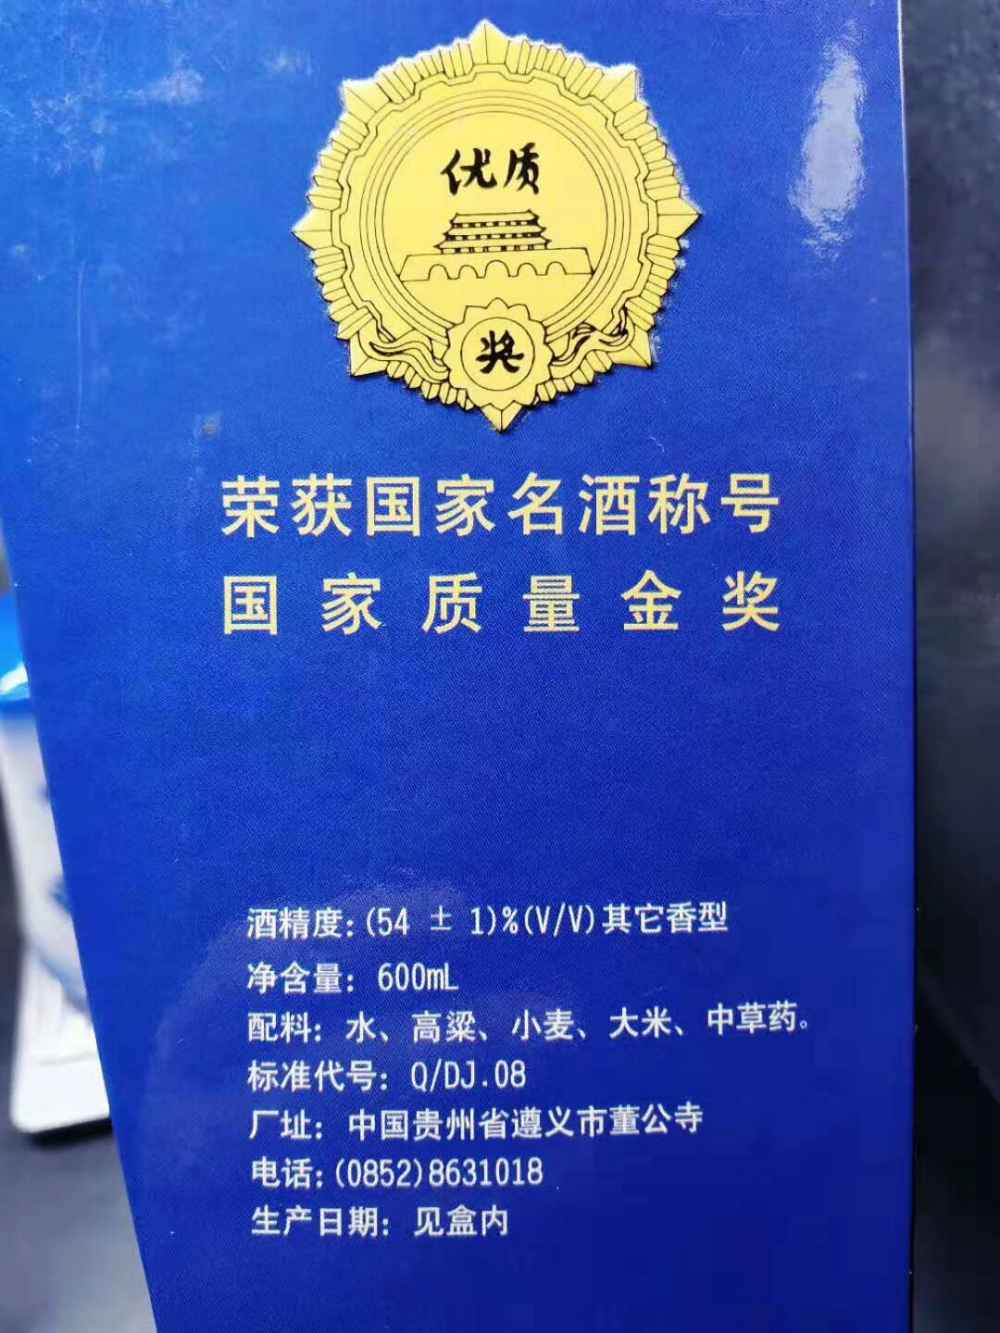 优质
奖
荣获国家名酒称号
国家质量金奖
酒精度:(54 ± 1)%(V/V)其它香型
净含量: 600mL
配料: 水、高粱、小麦、大米、中草药。
标准代号: Q/DJ.08
厂址: 中国贵州省遵义市董公寺
电话:(0852)8631018
生产日期: 见盒内